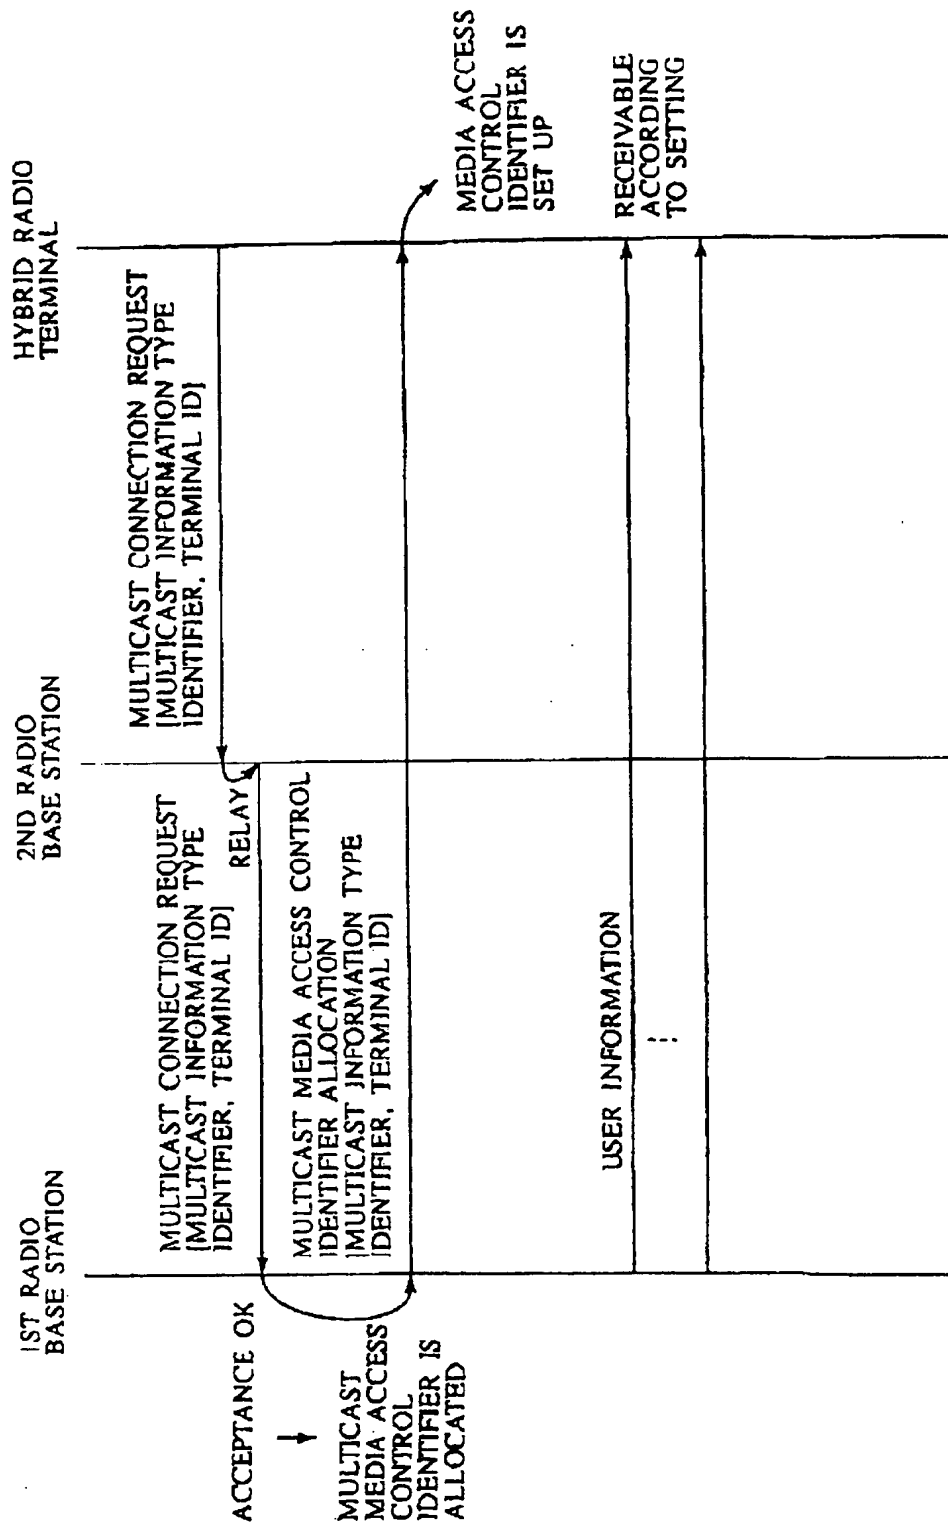 1ST RADIO
BASE STATION
2ND RADIO
BASE STATION
HYBRID RADIO
TERMINAL
MULTICAST CONNECTION REQUEST
[MULTICAST INFORMATION TYPE
IDENTIFIER, TERMINAL ID]
MULTICAST CONNECTION REQUEST
[MULTICAST INFORMATION TYPE
IDENTIFIER, TERMINAL ID]
RELAY
ACCEPTANCE OK
MULTICAST
MEDIA ACCESS
CONTROL
IDENTIFIER IS
ALLOCATED
MULTICAST MEDIA ACCESS CONTROL
IDENTIFIER ALLOCATION
[MULTICAST INFORMATION TYPE
IDENTIFIER, TERMINAL ID]
MEDIA ACCESS
CONTROL
IDENTIFIER IS
SET UP
USER INFORMATION
RECEIVABLE
ACCORDING
TO SETTING